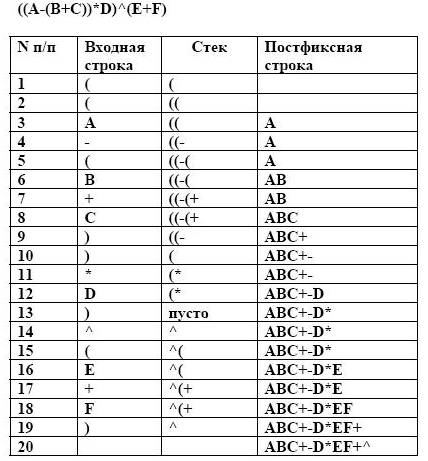 ((A-(B+C))*D)^(E+F)
N п/п Входная строка Стек Постфиксная строка
1 ( (
2 ( ((
3 A (( A
4 - ((- A
5 ( ((-( A
6 B ((-( AB
7 + ((-(+ AB
8 C ((-(+ ABC
9 ) ((- ABC+
10 ) ( ABC+-
11 * (* ABC+-
12 D (* ABC+-D
13 ) пусто ABC+-D*
14 ^ ^ ABC+-D*
15 ( ^( ABC+-D*
16 E ^( ABC+-D*E
17 + ^(+ ABC+-D*E
18 F ^(+ ABC+-D*EF
19 ) ^ ABC+-D*EF+
20 ABC+-D*EF+^